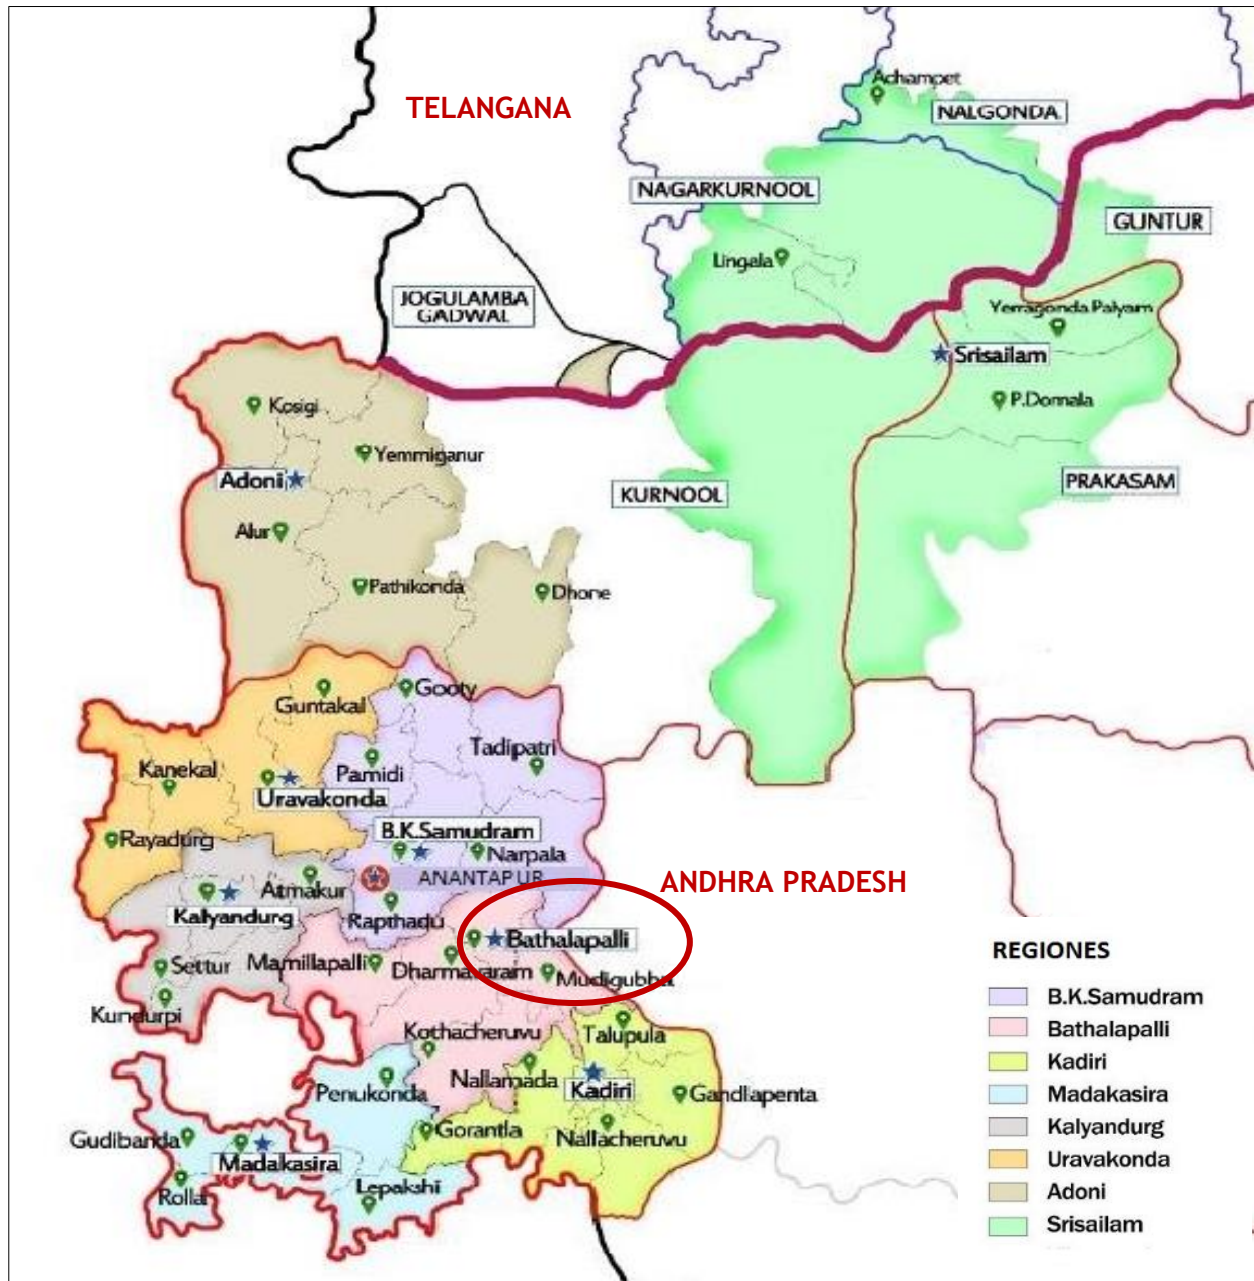 Achampet
TELANGANA
NALGONDA
NAGARKURNOOL
GUNTUR
Lingala
JOGULAMBA
GADWAL
Yerragonda Palyam
Srisailam
Kosigi
P.Dornala
Yemmiganur
Adoni
KURNOOL
PRAKASAM
Alur
Pathikonda
Dhone
Guntakal
Gooty
Tadipatri
Kanekal
Pamidi
Uravakonda
Rayadurg
B.K.Samudram
Narpala
ANANTAPUR
ANDHRA PRADESH
Atmakur
Kalyandurg
Rapthadu
Bathalapalli
Settur
Mamillapalli
Dharmavaram
Mudigubba
Kundurpi
Kothacheruvu
Talupula
Penukonda
Nallamada
Kadiri
Gandlapenta
Gudibanda
Gorantla
Nallacheruvu
Madakasira
Rollai
Lepakshi
REGIONES
B.K.Samudram
Bathalapalli
Kadiri
Madakasira
Kalyandurg
Uravakonda
Adoni
Srisailam